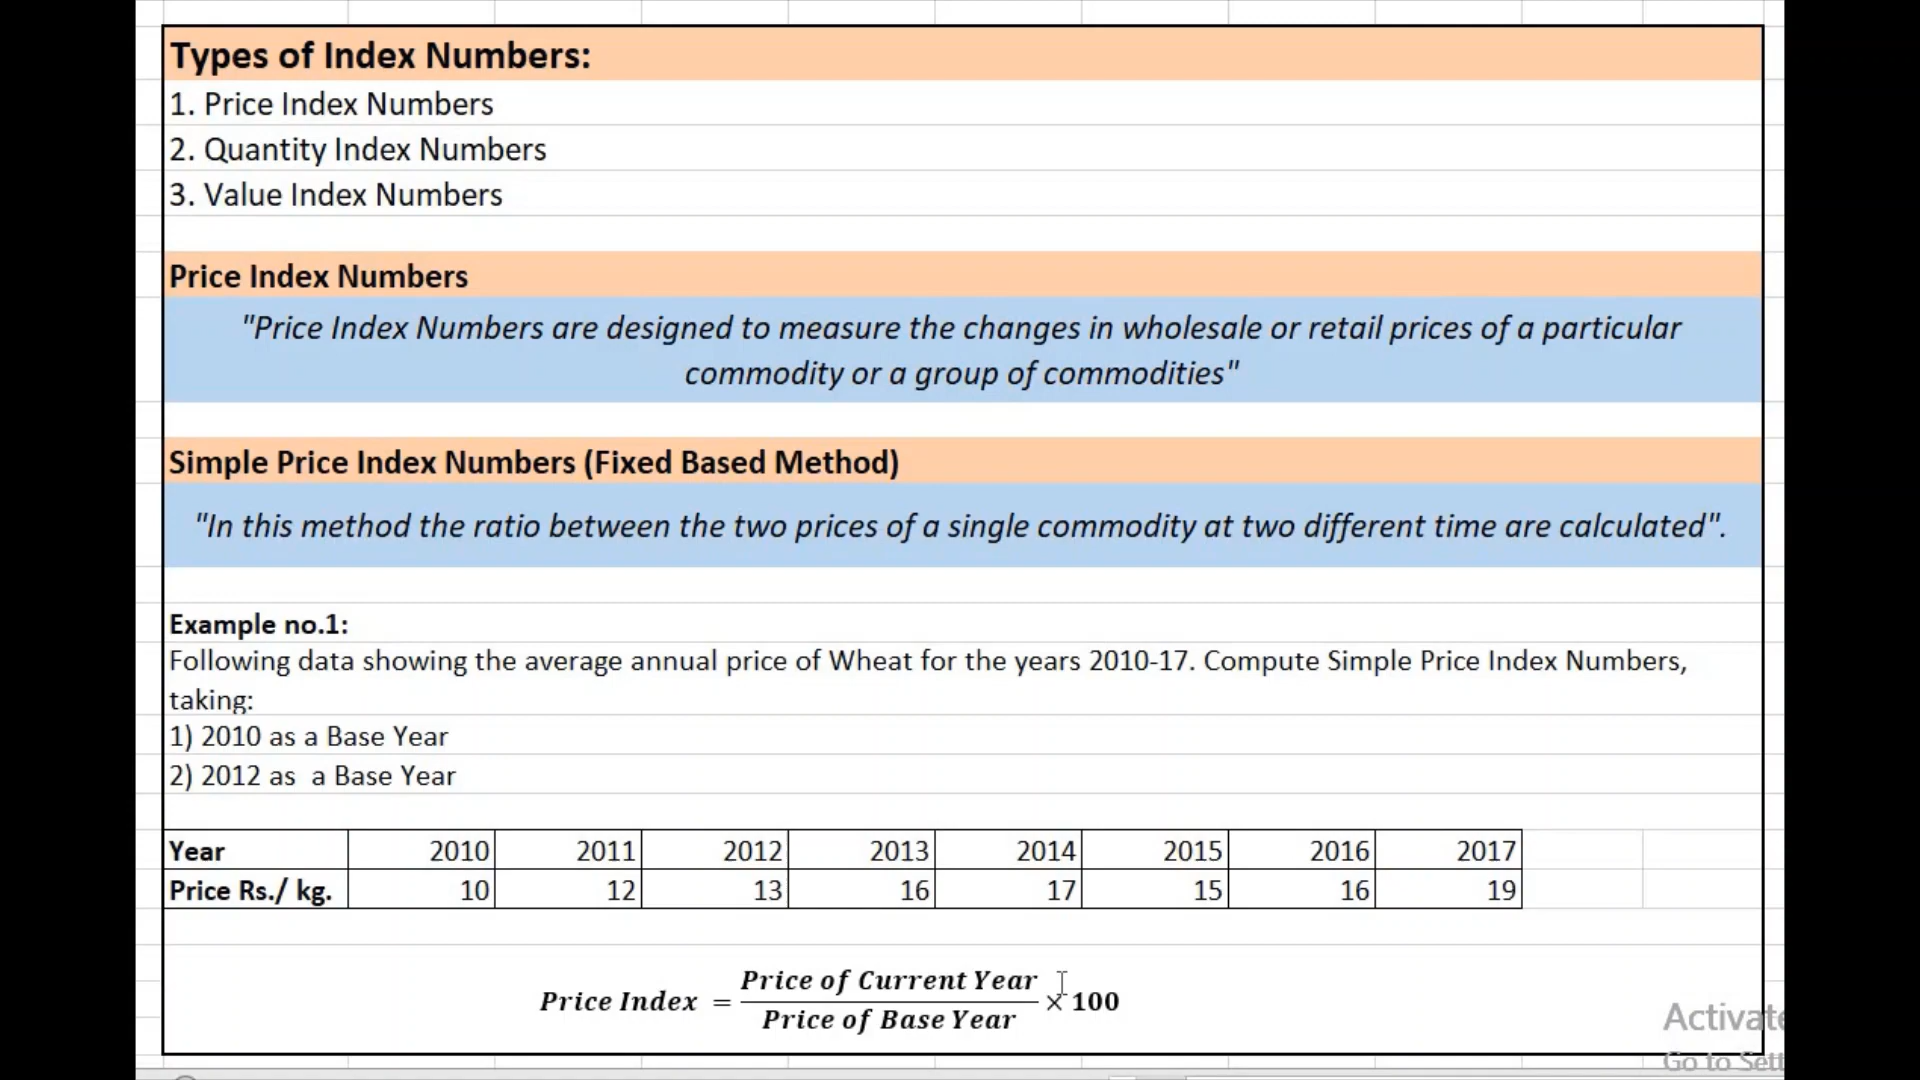 Types of Index Numbers:
1. Price Index Numbers
2. Quantity Index Numbers
3. Value Index Numbers
Price Index Numbers
"Price Index Numbers are designed to measure the changes in wholesale or retail prices of a particular
commodity or a group of commodities"
Simple Price Index Numbers (Fixed Based Method)
"In this method the ratio between the two prices of a single commodity at two different time are calculated".
Example no.1:
Following data showing the average annual price of Wheat for the years 2010-17. Compute Simple Price Index Numbers,
taking:
1) 2010 as a Base Year
2) 2012 as  a Base Year
Year 2010 2011 2012 2013 2014 2015 2016 2017
Price Rs./ kg. 10 12 13 16 17 15 16 19
Price of Current Year
Price Index = × 100
Price of Base Year
Activate
Go to Sett